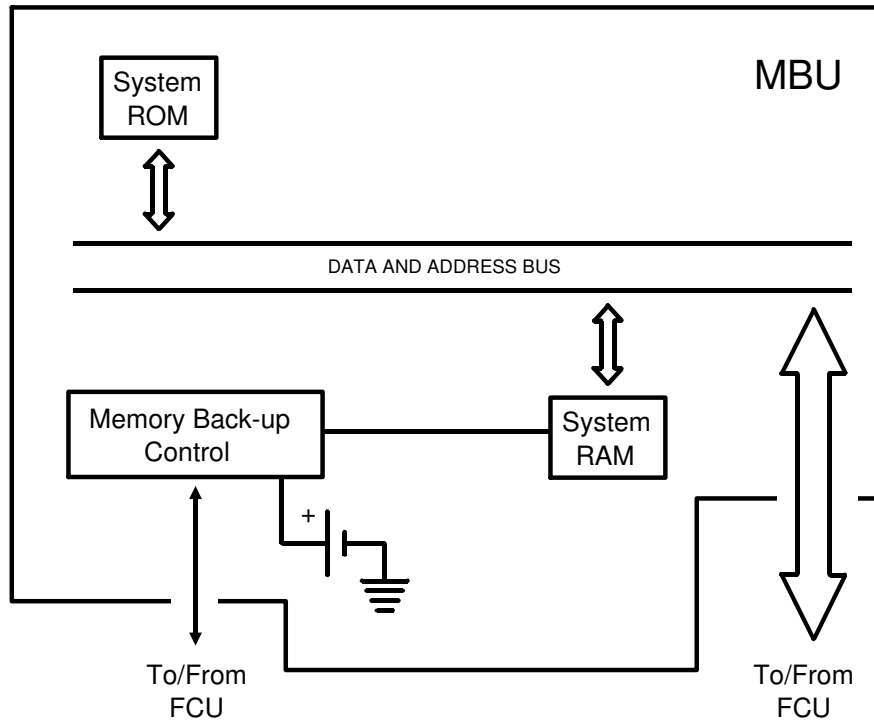 System
ROM
MBU
DATA AND ADDRESS BUS
Memory Back-up
Control
System
RAM
+
To/From
FCU
To/From
FCU